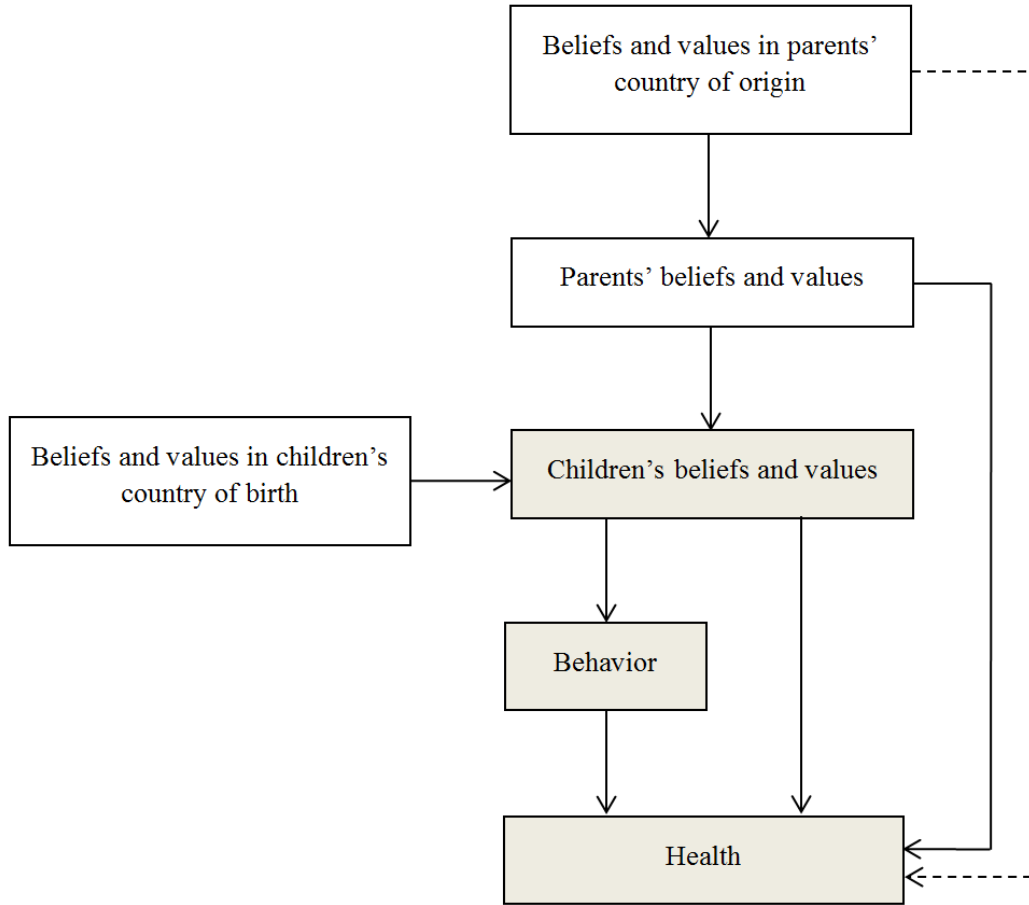 Beliefs and values in parents’
country of origin
Parents’ beliefs and values
Beliefs and values in children’s
country of birth
Children’s beliefs and values
Behavior
Health